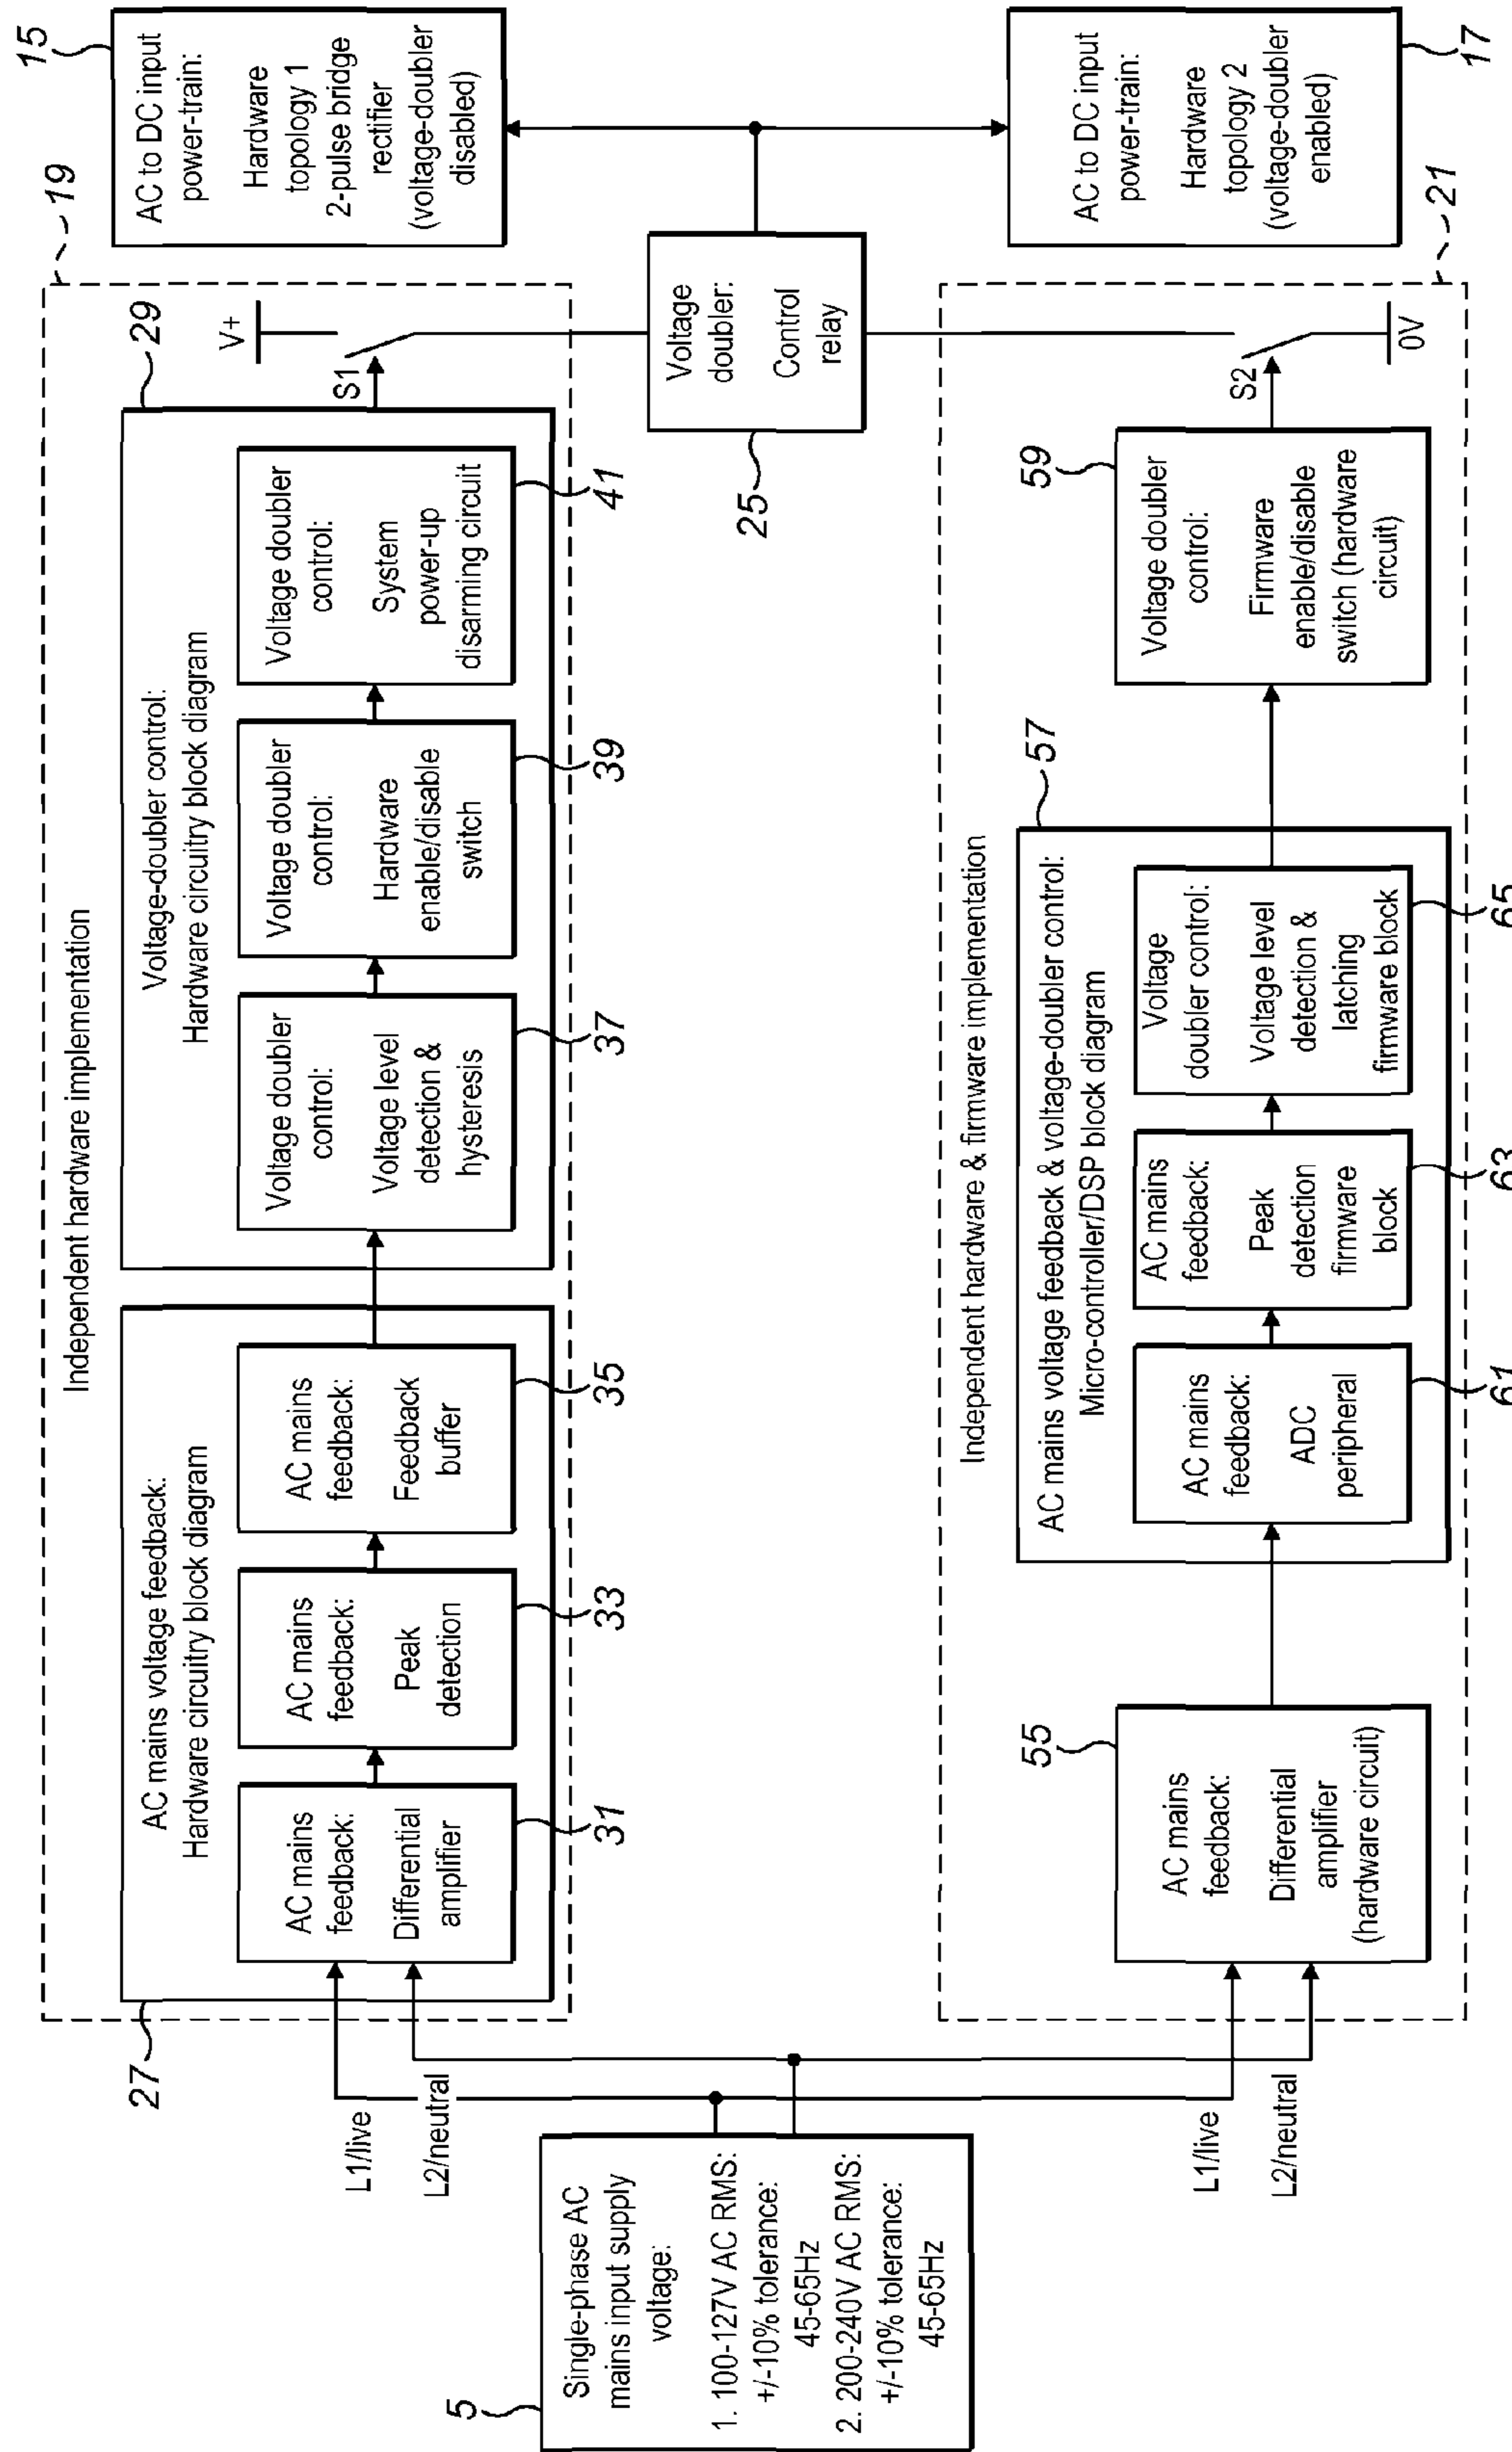 5
Single-phase AC
mains input supply
voltage:
1. 100-127V AC RMS:
+/-10% tolerance:
45-65Hz
2. 200-240V AC RMS:
+/-10% tolerance:
45-65Hz
L1/live
L2/neutral
L1/live
L2/neutral
19
Independent hardware implementation
27
AC mains voltage feedback:
Hardware circuitry block diagram
AC mains
feedback:
Differential
amplifier
31
AC mains
feedback:
Peak
detection
33
AC mains
feedback:
Feedback
buffer
35
29
Voltage-doubler control:
Hardware circuitry block diagram
Voltage doubler
control:
Voltage level
detection &
hysteresis
37
Voltage doubler
control:
Hardware
enable/disable
switch
39
Voltage doubler
control:
System
power-up
disarming circuit
41
S1
V+
Voltage
doubler:
Control
relay
25
15
AC to DC input
power-train:
Hardware
topology 1
2-pulse bridge
rectifier
(voltage-doubler
disabled)
AC to DC input
power-train:
Hardware
topology 2
(voltage-doubler
enabled)
17
21
Independent hardware & firmware implementation
55
AC mains
feedback:
Differential
amplifier
(hardware circuit)
57
AC mains voltage feedback & voltage-doubler control:
Micro-controller/DSP block diagram
AC mains
feedback:
ADC
peripheral
61
AC mains
feedback:
Peak
detection
firmware
block
63
Voltage
doubler control:
Voltage level
detection &
latching
firmware block
65
59
Voltage doubler
control:
Firmware
enable/disable
switch (hardware
circuit)
S2
0V